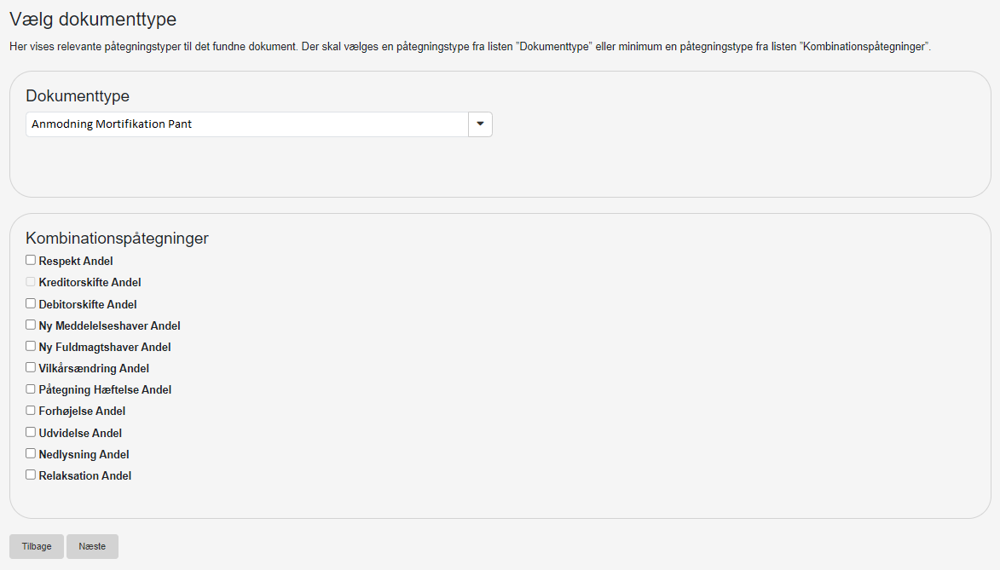 Vælg dokumenttype
Her vises relevante påtegningstyper til det fundne dokument. Der skal vælges en påtegningstype fra listen ”Dokumenttype” eller minimum en påtegningstype fra listen ”Kombinationspåtegninger”.
Dokumenttype
Anmodning Mortifikation Pant
Kombinationspåtegninger
Respekt Andel
Kreditorskifte Andel
Debitorskifte Andel
Ny Meddelelseshaver Andel
Ny Fuldmagtshaver Andel
Vilkårsændring Andel
Påtegning Hæftelse Andel
Forhøjelse Andel
Udvidelse Andel
Nedlysning Andel
Relaksation Andel
Tilbage Næste